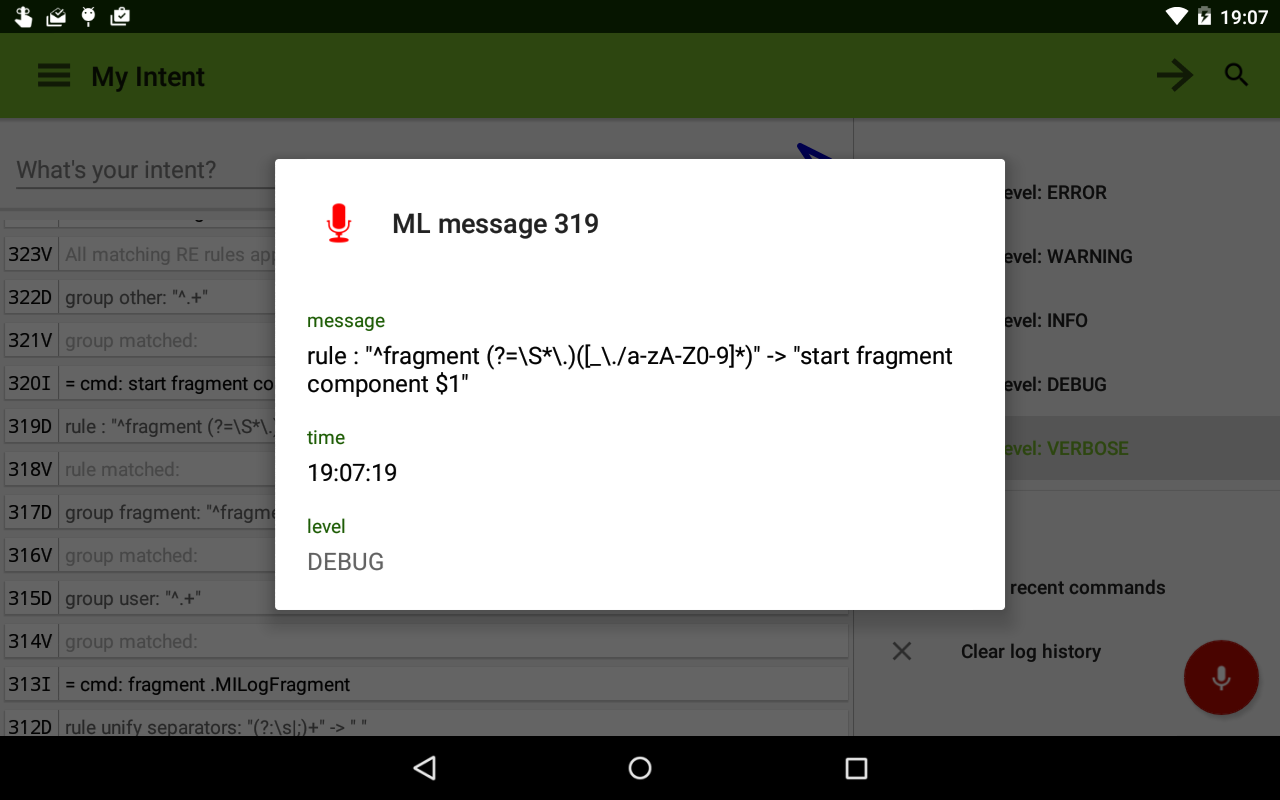 19:07
My Intent
What's your intent?
323V All matching RE rules app
322D group other: "^.+"
321V group matched:
320I = cmd: start fragment co
319D rule : "^fragment (?=\S*\.)
318V rule matched:
317D group fragment: "^fragme
316V group matched:
315D group user: "^.+"
314V group matched:
313I = cmd: fragment .MILogFragment
312D rule unify separators: "(?:\s|;)+" -> " "
ML message 319
message
rule : "^fragment (?=\S*\.)([_\./a-zA-Z0-9]*)" -> "start fragment
component $1"
time
19:07:19
level
DEBUG
evel: ERROR
evel: WARNING
evel: INFO
evel: DEBUG
evel: VERBOSE
recent commands
Clear log history